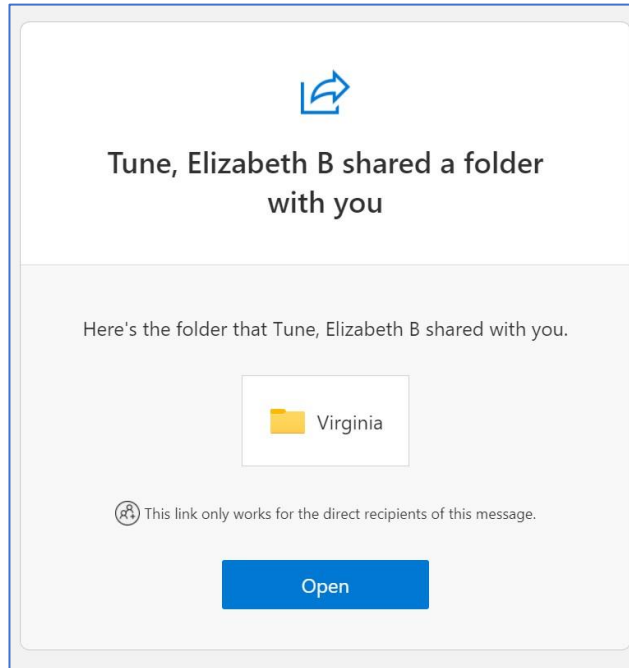 Tune, Elizabeth B shared a folder
with you
Here's the folder that Tune, Elizabeth B shared with you.
Virginia
This link only works for the direct recipients of this message.
Open